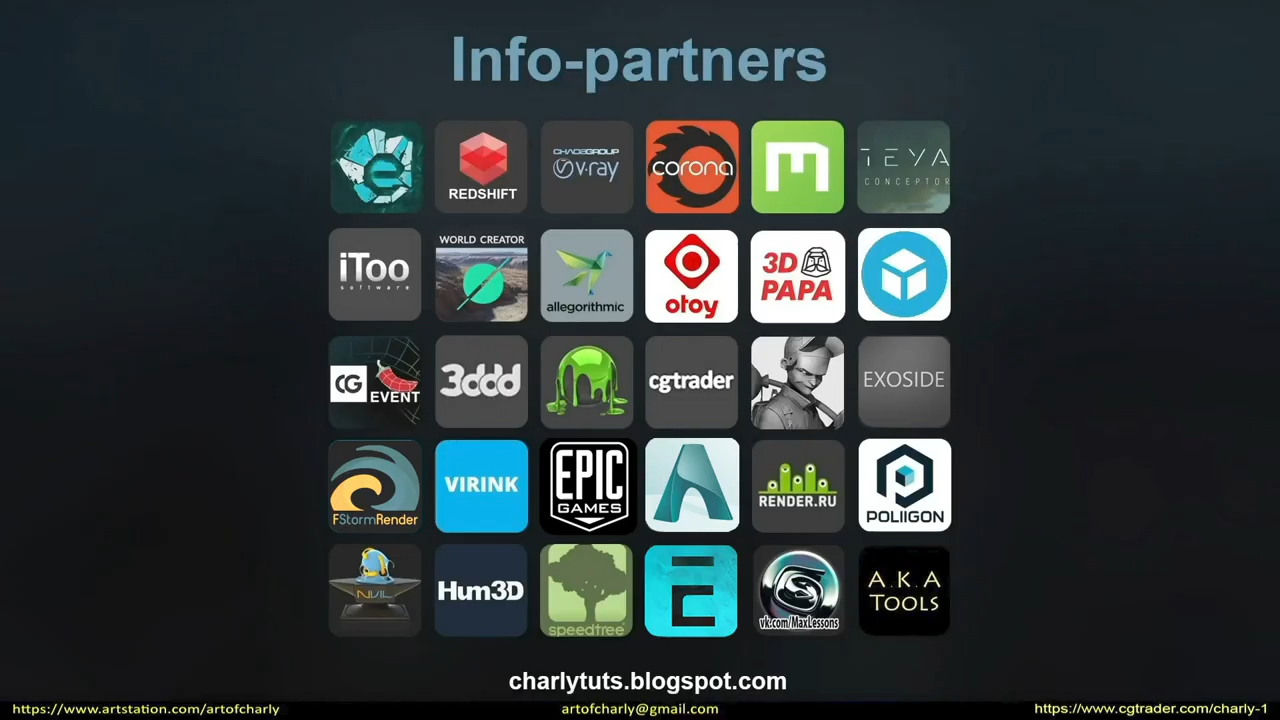 Info-partners
e
REDSHIFT
CHAOSGROUP
v·ray
corona
m
TEYA
CONCEPTOR
iToo
software
WORLD CREATOR
allegorithmic
otoy
3D
PAPA
CG
EVENT
3ddd
cgtrader
EXOSIDE
FStormRender
VIRINK
EPIC
GAMES
A
RENDER.RU
POLIIGON
NVIL
Hum3D
speedtree
E
S
vk.com/MaxLessons
A.K.A
TOOLS
charlytuts.blogspot.com
https://www.artstation.com/artofcharly
artofcharly@gmail.com
https://www.cgtrader.com/charly-1